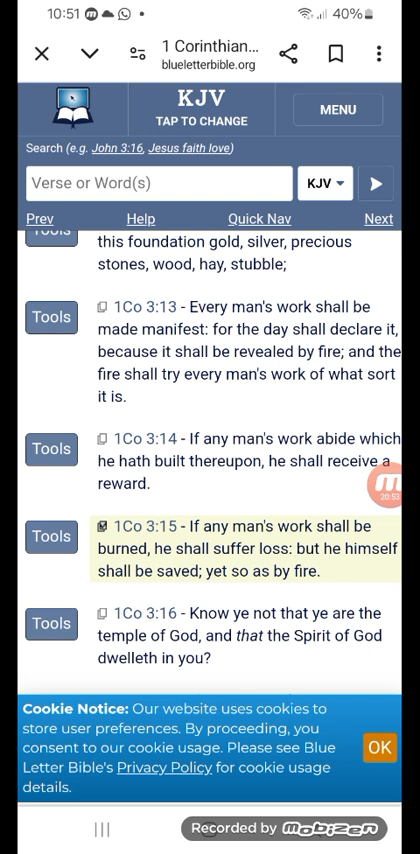 10:51
40%
1 Corinthian...
blueletterbible.org
KJV
TAP TO CHANGE
MENU
Search (e.g. John 3:16, Jesus faith love)
Verse or Word(s)
KJV
Prev
Help
Quick Nav
Next
Tools
this foundation gold, silver, precious
stones, wood, hay, stubble;
Tools
1Co 3:13 - Every man's work shall be
made manifest: for the day shall declare it,
because it shall be revealed by fire; and the
fire shall try every man's work of what sort
it is.
Tools
1Co 3:14 - If any man's work abide which
he hath built thereupon, he shall receive a
reward.
20:53
Tools
1Co 3:15 - If any man's work shall be
burned, he shall suffer loss: but he himself
shall be saved; yet so as by fire.
Tools
1Co 3:16 - Know ye not that ye are the
temple of God, and that the Spirit of God
dwelleth in you?
Cookie Notice: Our website uses cookies to
store user preferences. By proceeding, you
consent to our cookie usage. Please see Blue
Letter Bible's Privacy Policy for cookie usage
details.
OK
Recorded by mobizen